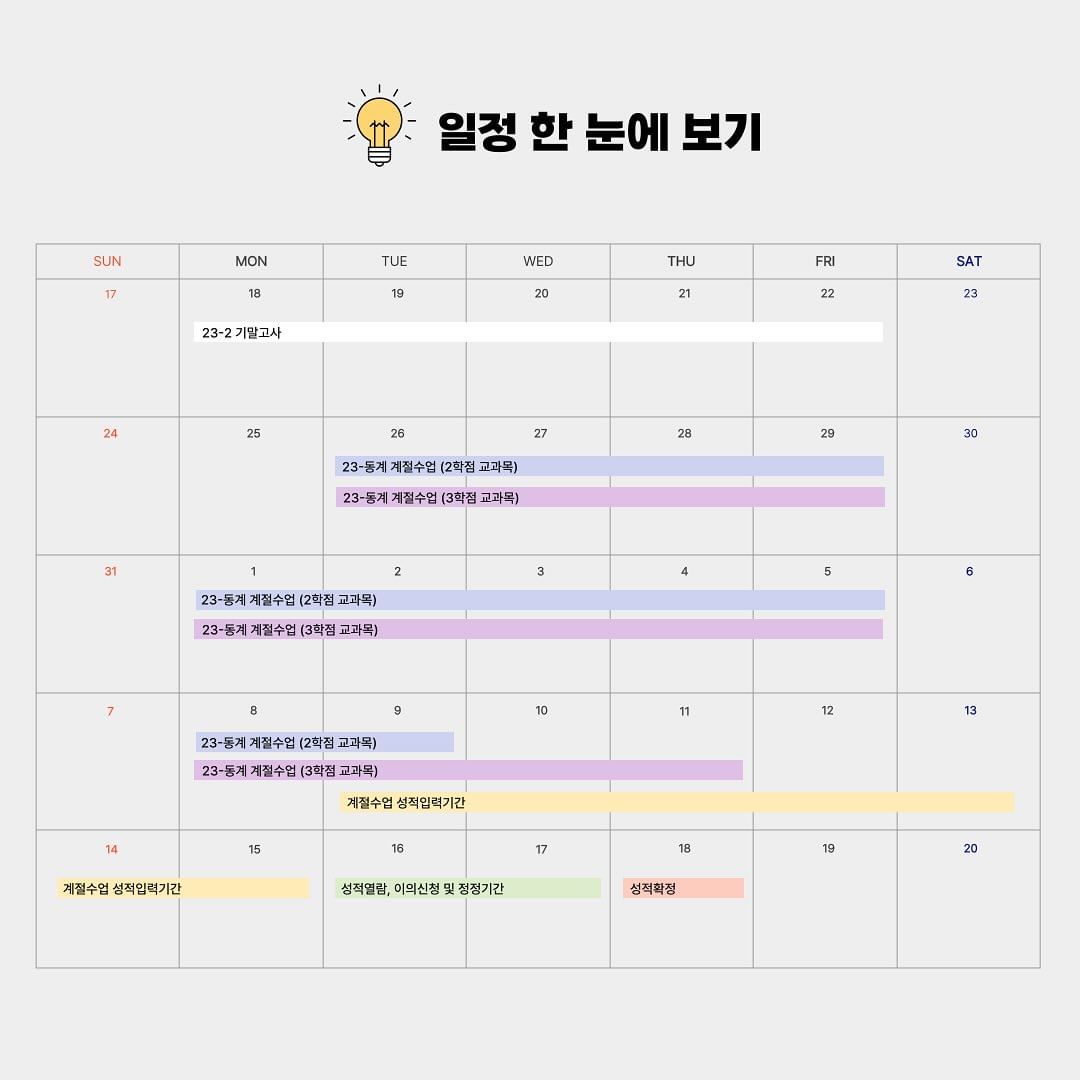 일정 한 눈에 보기
SUN MON TUE WED THU FRI SAT
17 18 19 20 21 22 23
23-2 기말고사
24 25 26 27 28 29 30
23-동계 계절수업 (2학점 교과목)
23-동계 계절수업 (3학점 교과목)
31 1 2 3 4 5 6
23-동계 계절수업 (2학점 교과목)
23-동계 계절수업 (3학점 교과목)
7 8 9 10 11 12 13
23-동계 계절수업 (2학점 교과목)
23-동계 계절수업 (3학점 교과목)
계절수업 성적입력기간
14 15 16 17 18 19 20
계절수업 성적입력기간 성적열람, 이의신청 및 정정기간 성적확정